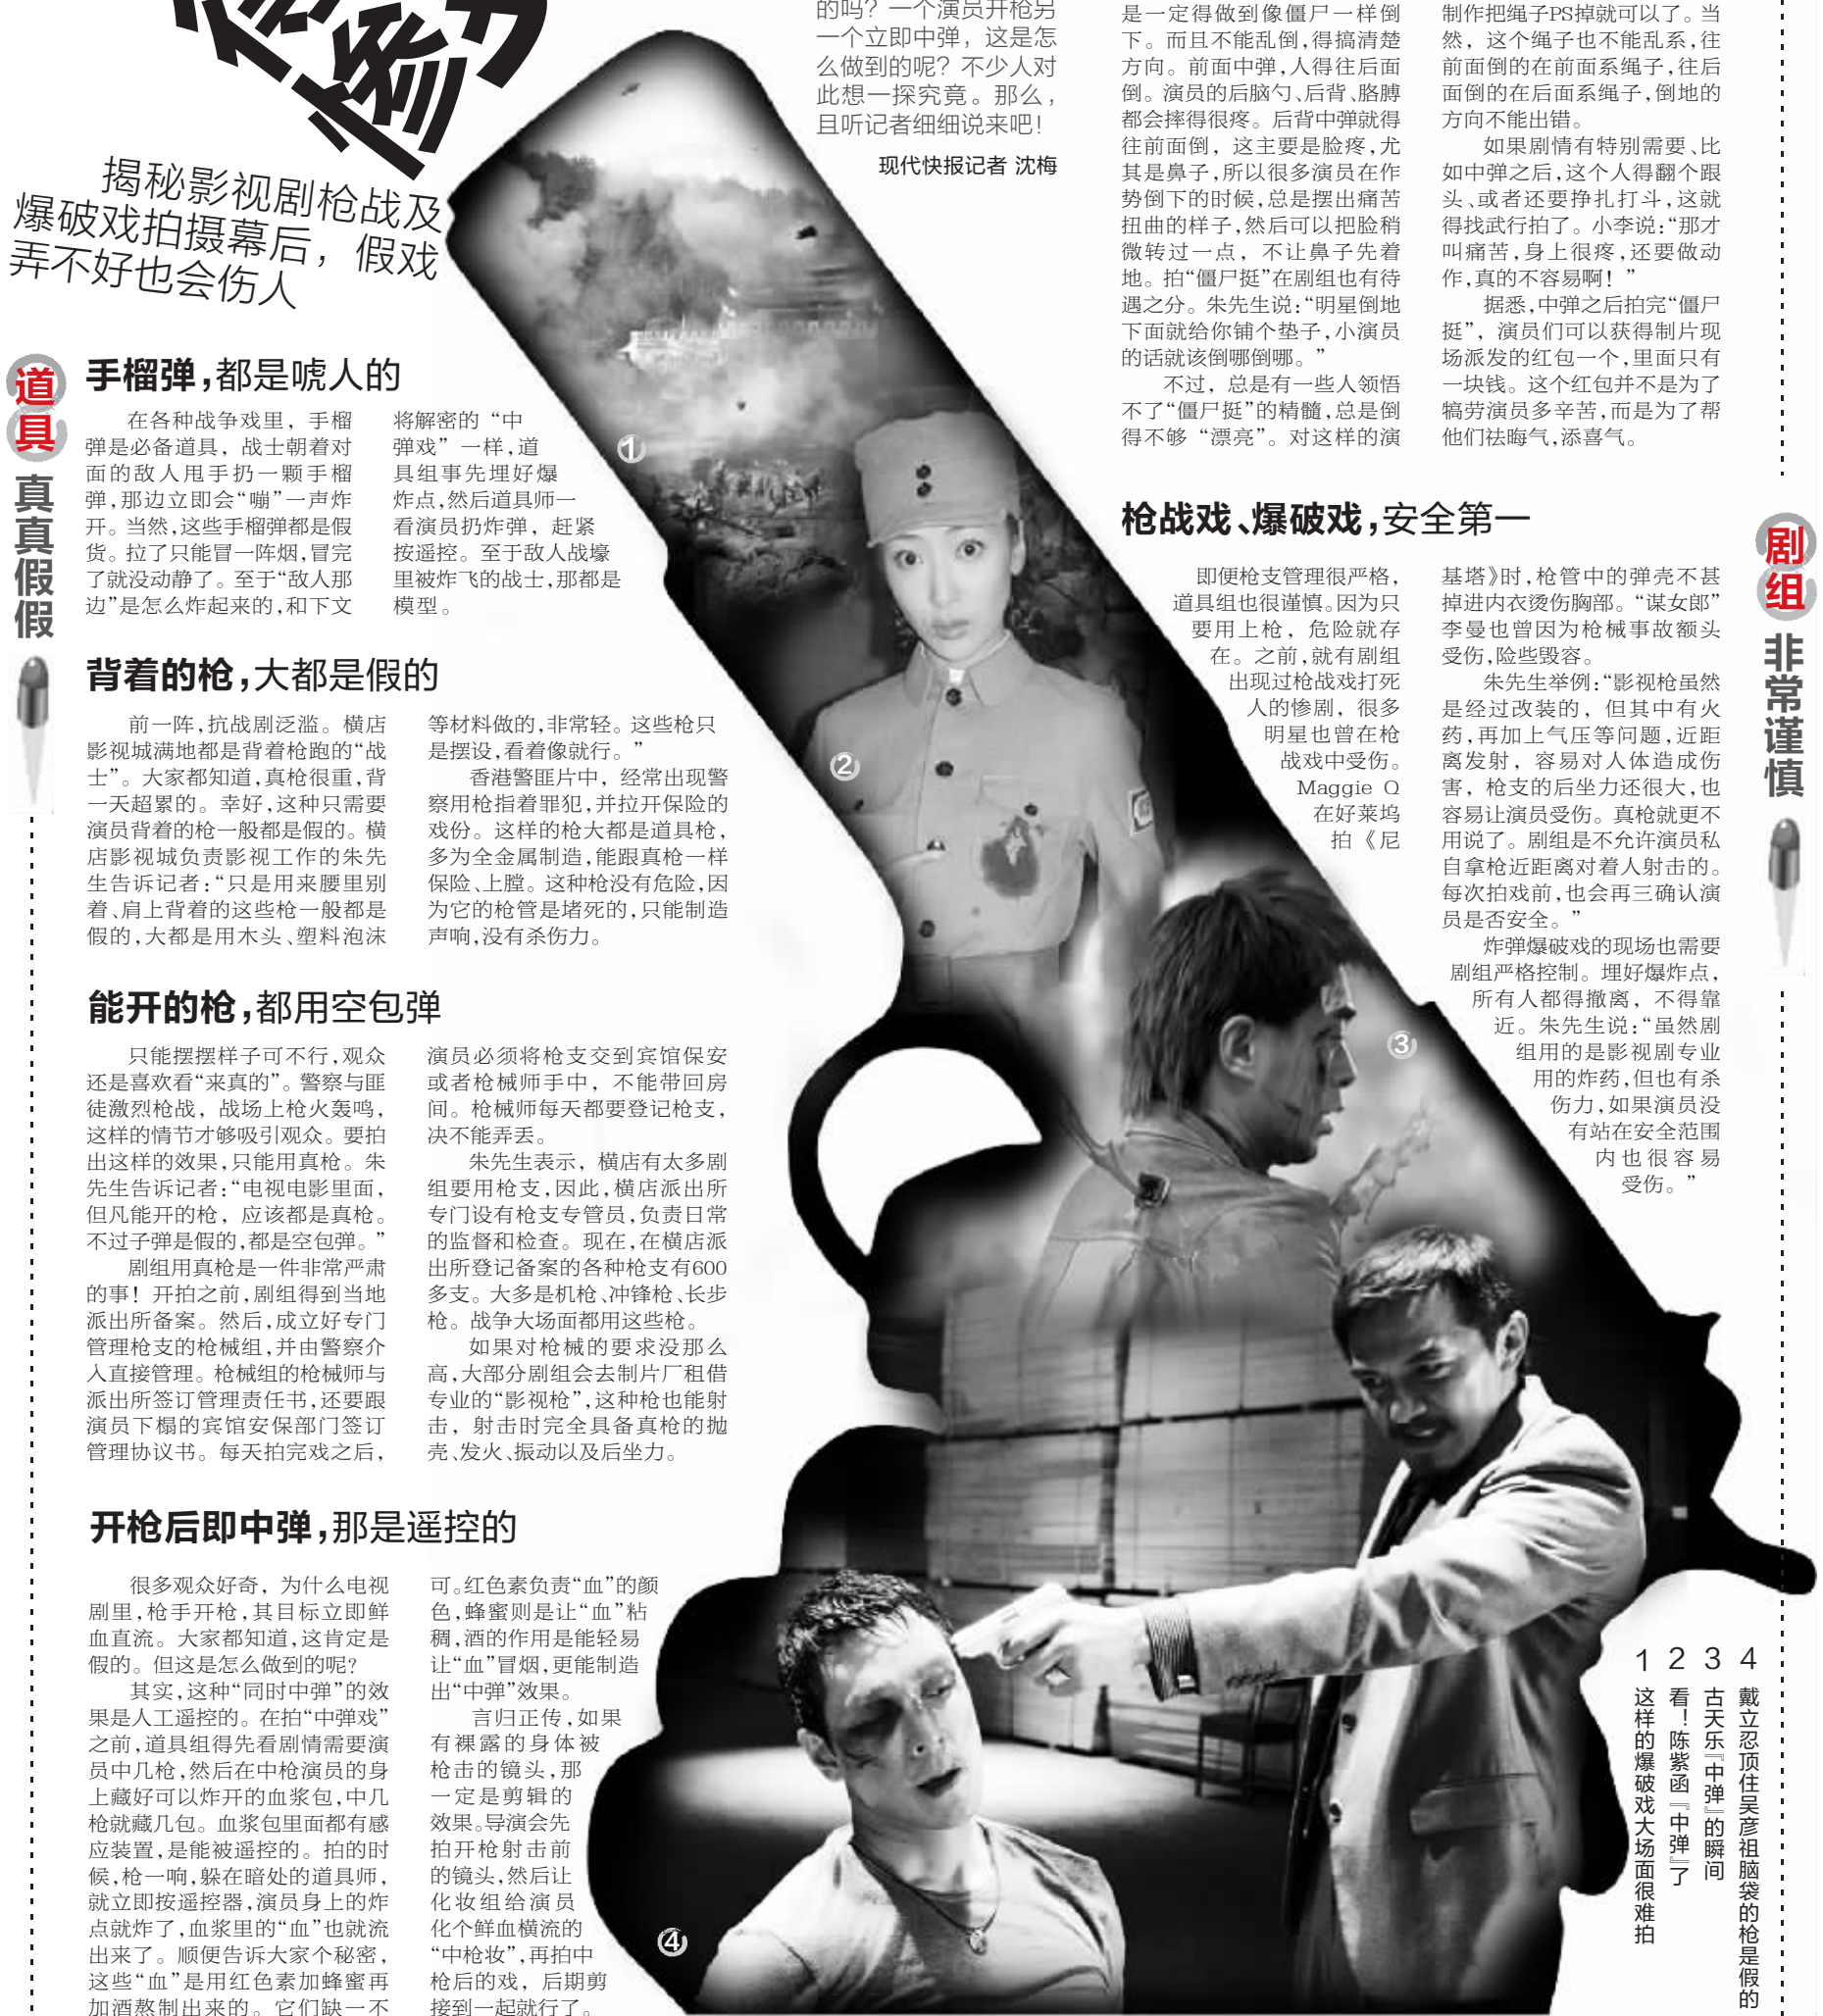 惨
揭秘影视剧枪战及
爆破戏拍摄幕后，假戏
弄不好也会伤人
的吗？一个演员开枪另
一个立即中弹，这是怎
么做到的呢？不少人对
此想一探究竟。那么，
且听记者细细说来吧！
现代快报记者 沈梅
是一定得做到像僵尸一样倒
下。而且不能乱倒，得搞清楚
方向。前面中弹，人得往后面
倒。演员的后脑勺、后背、胳膊
都会摔得很疼。后背中弹就得
往前面倒，这主要是脸疼，尤
其是鼻子，所以很多演员在作
势倒下的时候，总是摆出痛苦
扭曲的样子，然后可以把脸稍
微转过一点，不让鼻子先着
地。拍“僵尸挺”在剧组也有待
遇之分。朱先生说：“明星倒地
下面就给你铺个垫子，小演员
的话就该倒哪倒哪。”
不过，总是有一些人领悟
不了“僵尸挺”的精髓，总是倒
得不够“漂亮”。对这样的演
制作把绳子PS掉就可以了。当
然，这个绳子也不能乱系，往
前面倒的在前面系绳子，往后
面倒的在后面系绳子，倒地的
方向不能出错。
如果剧情有特别需要、比
如中弹之后，这个人得翻个跟
头、或者还要挣扎打斗，这就
得找武行拍了。小李说：“那才
叫痛苦，身上很疼，还要做动
作，真的不容易啊！”
据悉，中弹之后拍完“僵尸
挺”，演员们可以获得制片现
场派发的红包一个，里面只有
一块钱。这个红包并不是为了
犒劳演员多辛苦，而是为了帮
他们祛晦气，添喜气。
道具
真真假假
手榴弹，都是唬人的
在各种战争戏里，手榴
弹是必备道具，战士朝着对
面的敌人甩手扔一颗手榴
弹，那边立即会“嘣”一声炸
开。当然，这些手榴弹都是假
货。拉了只能冒一阵烟，冒完
了就没动静了。至于“敌人那
边”是怎么炸起来的，和下文
将解密的“中
弹戏”一样，道
具组事先埋好爆
炸点，然后道具师一
看演员扔炸弹，赶紧
按遥控。至于敌人战壕
里被炸飞的战士，那都是
模型。
背着的枪，大都是假的
前一阵，抗战剧泛滥。横店
影视城满地都是背着枪跑的“战
士”。大家都知道，真枪很重，背
一天超累的。幸好，这种只需要
演员背着的枪一般都是假的。横
店影视城负责影视工作的朱先
生告诉记者：“只是用来腰里别
着、肩上背着的这些枪一般都是
假的，大都是用木头、塑料泡沫
等材料做的，非常轻。这些枪只
是摆设，看着像就行。”
香港警匪片中，经常出现警
察用枪指着罪犯，并拉开保险的
戏份。这样的枪大都是道具枪，
多为全金属制造，能跟真枪一样
保险、上膛。这种枪没有危险，因
为它的枪管是堵死的，只能制造
声响，没有杀伤力。
能开的枪，都用空包弹
只能摆摆样子可不行，观众
还是喜欢看“来真的”。警察与匪
徒激烈枪战，战场上枪火轰鸣，
这样的情节才够吸引观众。要拍
出这样的效果，只能用真枪。朱
先生告诉记者：“电视电影里面，
但凡能开的枪，应该都是真枪。
不过子弹是假的，都是空包弹。”
剧组用真枪是一件非常严肃
的事！开拍之前，剧组得到当地
派出所备案。然后，成立好专门
管理枪支的枪械组，并由警察介
入直接管理。枪械组的枪械师与
派出所签订管理责任书，还要跟
演员下榻的宾馆安保部门签订
管理协议书。每天拍完戏之后，
演员必须将枪支交到宾馆保安
或者枪械师手中，不能带回房
间。枪械师每天都要登记枪支，
决不能弄丢。
朱先生表示，横店有太多剧
组要用枪支，因此，横店派出所
专门设有枪支专管员，负责日常
的监督和检查。现在，在横店派
出所登记备案的各种枪支有600
多支。大多是机枪、冲锋枪、长步
枪。战争大场面都用这些枪。
如果对枪械的要求没那么
高，大部分剧组会去制片厂租借
专业的“影视枪”，这种枪也能射
击，射击时完全具备真枪的抛
壳、发火、振动以及后坐力。
开枪后即中弹，那是遥控的
很多观众好奇，为什么电视
剧里，枪手开枪，其目标立即鲜
血直流。大家都知道，这肯定是
假的。但这是怎么做到的呢？
其实，这种“同时中弹”的效
果是人工遥控的。在拍“中弹戏”
之前，道具组得先看剧情需要演
员中几枪，然后在中枪演员的身
上藏好可以炸开的血浆包，中几
枪就藏几包。血浆包里面都有感
应装置，是能被遥控的。拍的时
候，枪一响，躲在暗处的道具师，
就立即按遥控器，演员身上的炸
点就炸了，血浆里的“血”也就流
出来了。顺便告诉大家个秘密，
这些“血”是用红色素加蜂蜜再
加酒熬制出来的。它们缺一不
可。红色素负责“血”的颜
色，蜂蜜则是让“血”粘
稠，酒的作用是能轻易
让“血”冒烟，更能制造
出“中弹”效果。
言归正传，如果
有裸露的身体被
枪击的镜头，那
一定是剪辑的
效果。导演会先
拍开枪射击前
的镜头，然后让
化妆组给演员
化个鲜血横流的
“中枪妆”，再拍中
枪后的戏，后期剪
接到一起就行了。
剧组
非常谨慎
枪战戏、爆破戏，安全第一
即便枪支管理很严格，
道具组也很谨慎。因为只
要用上枪，危险就存
在。之前，就有剧组
出现过枪战戏打死
人的惨剧，很多
明星也曾在枪
战戏中受伤。
Maggie Q
在好莱坞
拍《尼
基塔》时，枪管中的弹壳不甚
掉进内衣烫伤胸部。“谋女郎”
李曼也曾因为枪械事故额头
受伤，险些毁容。
朱先生举例：“影视枪虽然
是经过改装的，但其中有火
药，再加上气压等问题，近距
离发射，容易对人体造成伤
害，枪支的后坐力还很大，也
容易让演员受伤。真枪就更不
用说了。剧组是不允许演员私
自拿枪近距离对着人射击的。
每次拍戏前，也会再三确认演
员是否安全。”
炸弹爆破戏的现场也需要
剧组严格控制。埋好爆炸点，
所有人都得撤离，不得靠
近。朱先生说：“虽然剧
组用的是影视剧专业
用的炸药，但也有杀
伤力，如果演员没
有站在安全范围
内也很容易
受伤。”
①
②
③
④
1 这样的爆破戏大场面很难拍
2 看！陈紫函『中弹』了
3 古天乐『中弹』的瞬间
4 戴立忍顶住吴彦祖脑袋的枪是假的